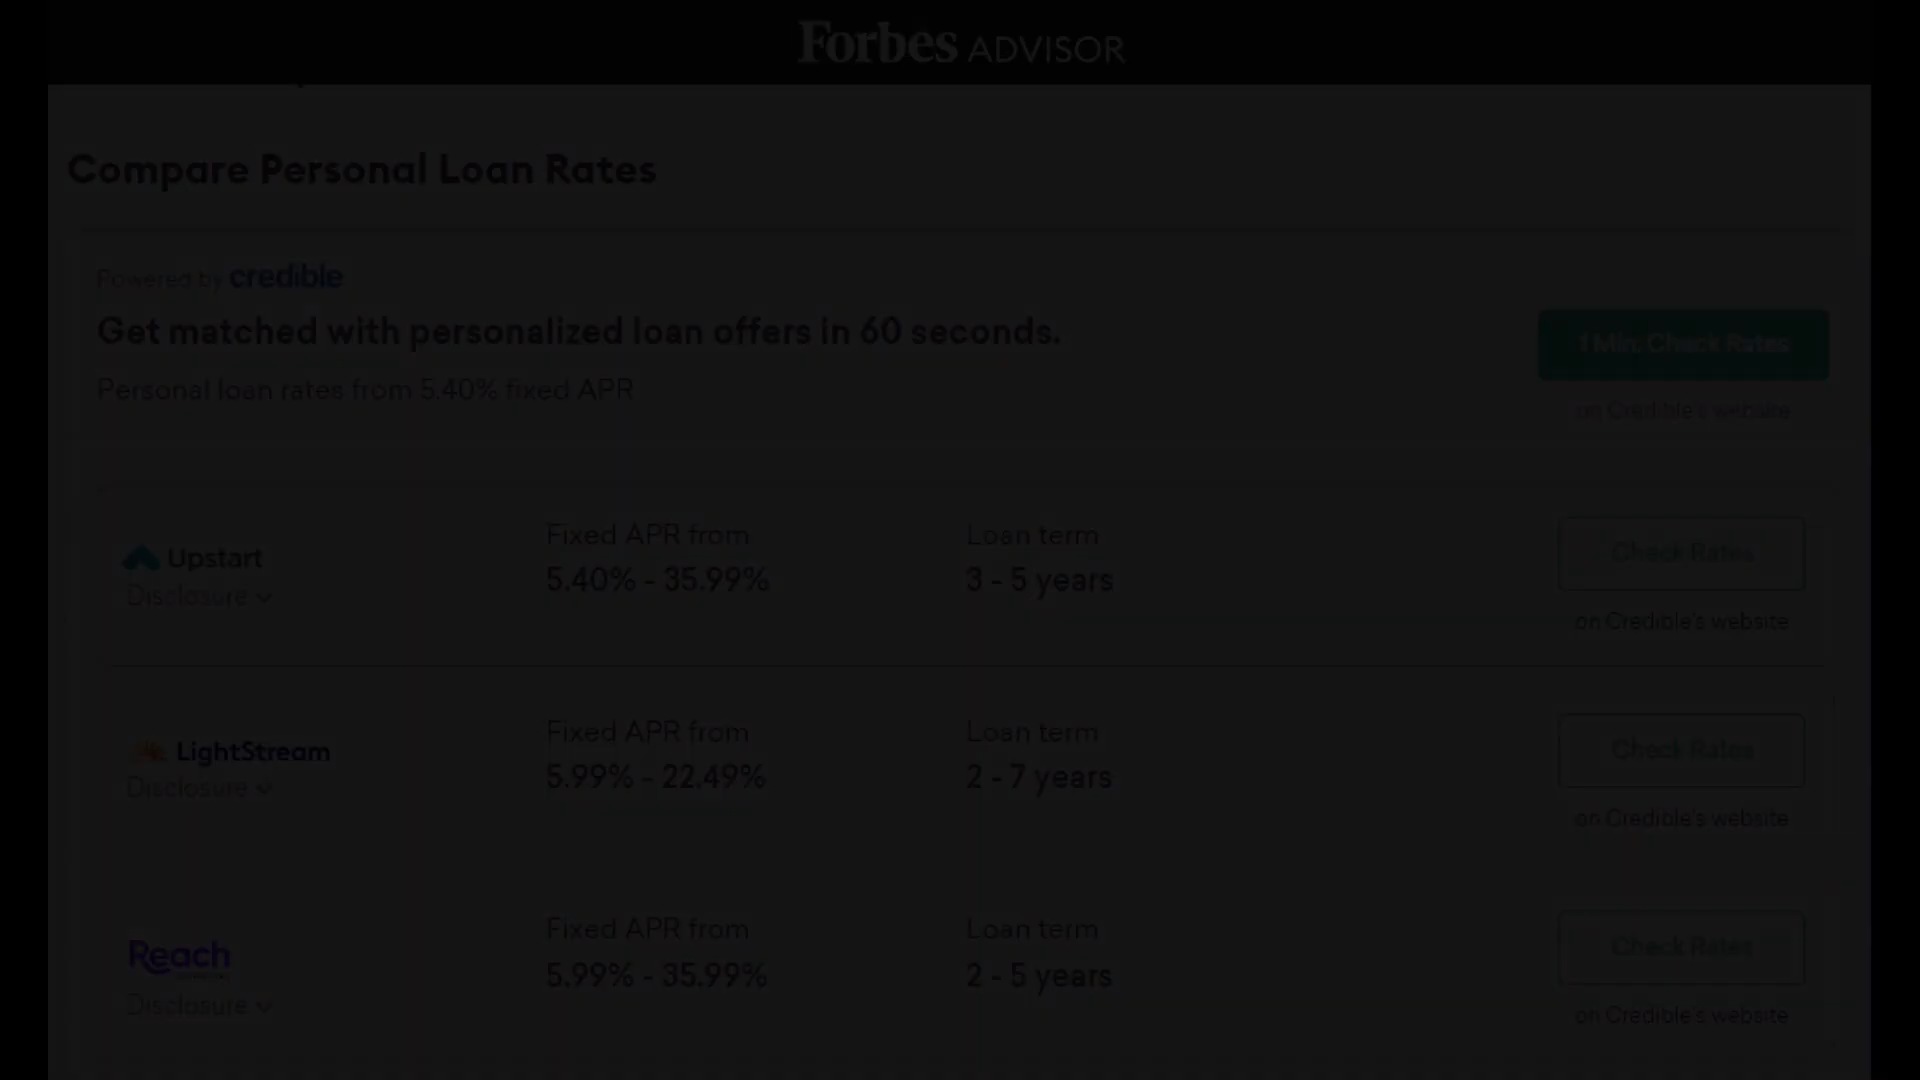 Forbes ADVISOR
Compare Personal Loan Rates
Powered by credible
Get matched with personalized loan offers in 60 seconds.
Personal loan rates from 5.40% fixed APR
1 Min. Check Rates
on Credible's website
Upstart
Disclosure
Fixed APR from
5.40% - 35.99%
Loan term
3 - 5 years
Check Rates
on Credible's website
LightStream
Disclosure
Fixed APR from
5.99% - 22.49%
Loan term
2 - 7 years
Check Rates
on Credible's website
Reach
Disclosure
Fixed APR from
5.99% - 35.99%
Loan term
2 - 5 years
Check Rates
on Credible's website